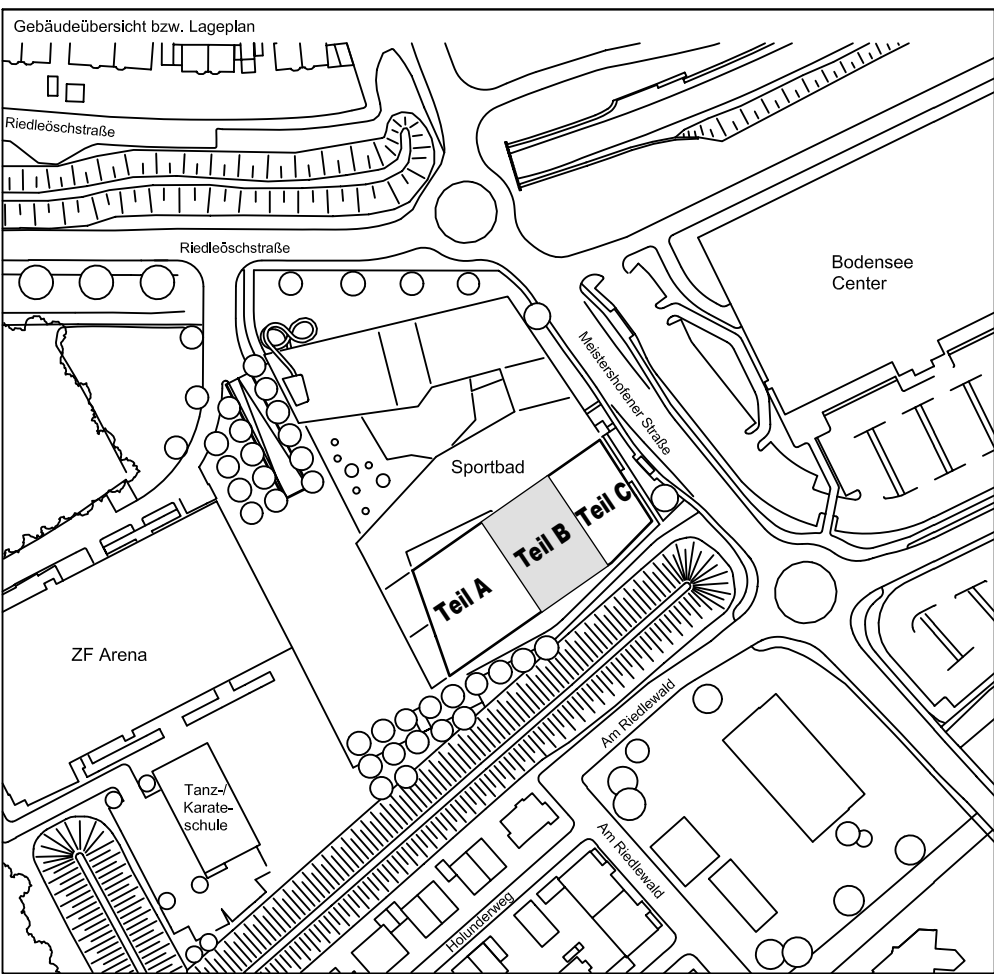 Gebäudeübersicht bzw. Lageplan
Riedleöschstraße
Riedleöschstraße
Bodensee
Center
Meistershofener Straße
Sportbad
Teil C
Teil B
Teil A
ZF Arena
Am Riedlewald
Tanz-/
Karate-
schule
Am Riedlewald
Holunderweg